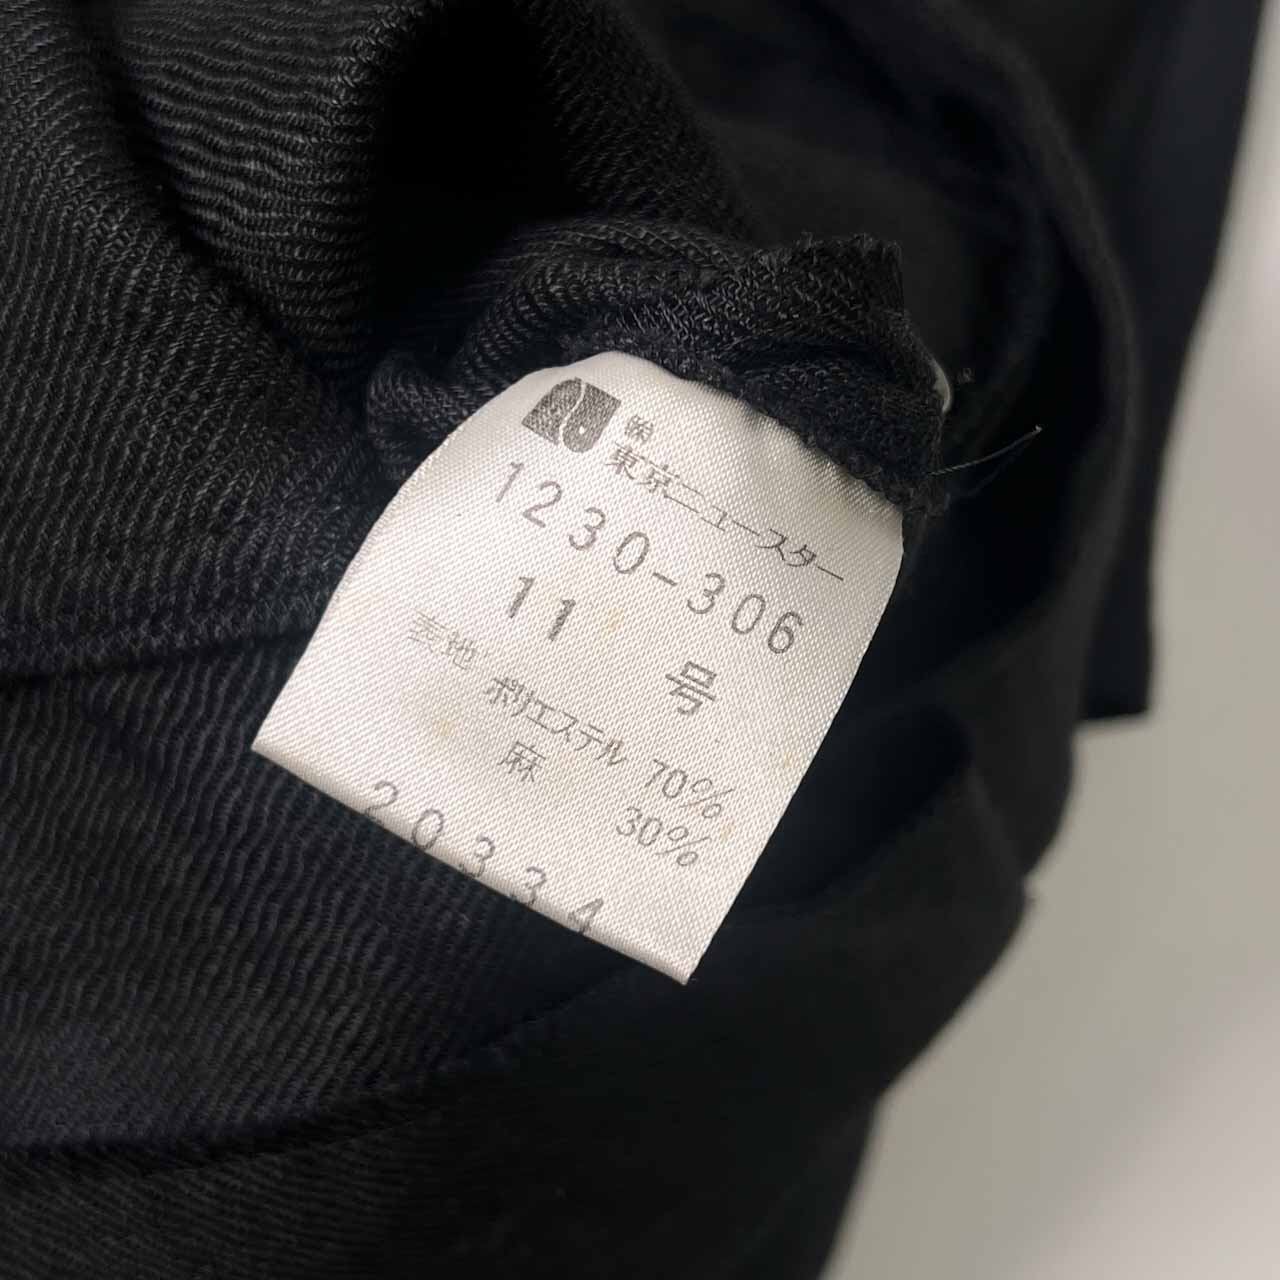 ㈱
東京ニュースター
1230-306
11 号
表地 ポリエステル 70%
麻 30%
29334